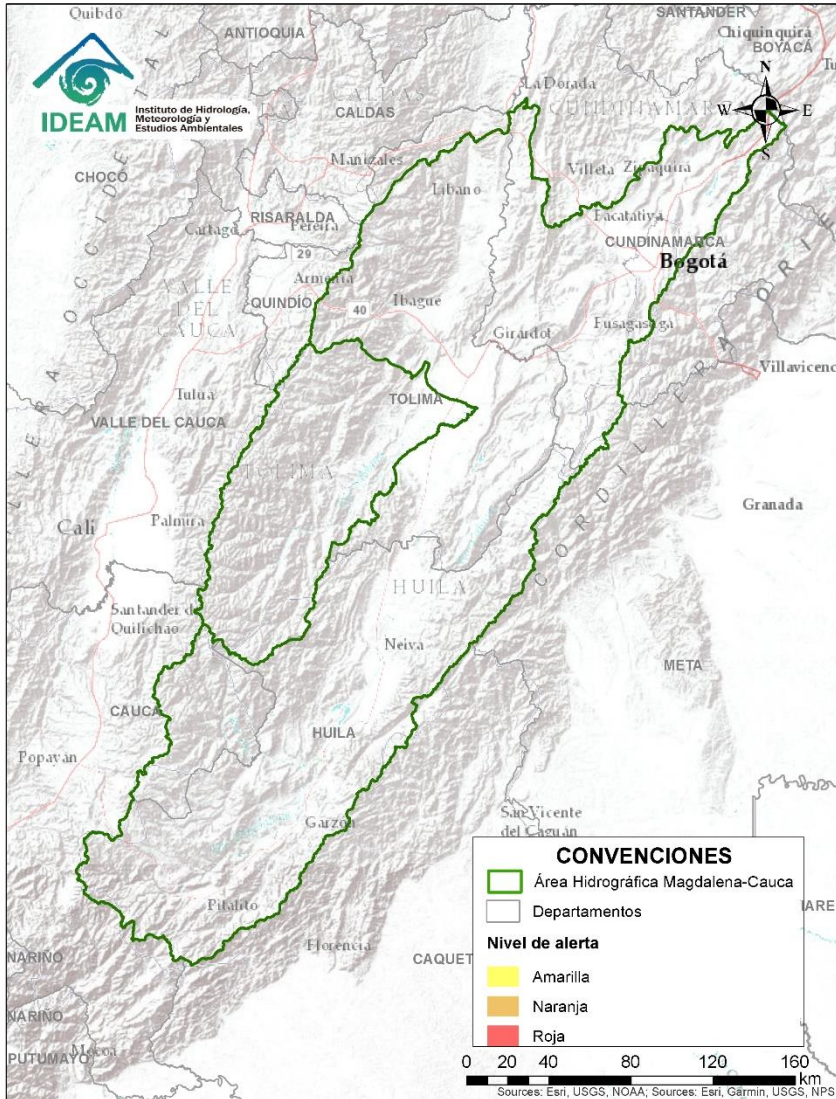 Quibdó
ANTIOQUIA
SANTANDER
Chiquinquirá
BOYACÁ
N
W E
S
IDEAM
Instituto de Hidrología,
Meteorología y
Estudios Ambientales
La Dorada
CALDAS
CHOCÓ
Manizales
Líbano
Villeta
Zipaquirá
RISARALDA
Cartago
Pereira
Facatativá
CUNDINAMARCA
Bogotá
29
Armenia
VALLE
DEL
CAUCA
QUINDÍO
40
Ibagué
Girardot
Fusagasugá
Villavicenc
Tuluá
TOLIMA
VALLE DEL CAUCA
TOLIMA
CORDILLERA ORIE
Palmira
Cali
Granada
HUILA
Santander de
Quilichao
Neiva
META
CAUCA
HUILA
Popayán
San Vicente
del Caguán
Garzón
Pitalito
Florencia
CAQUET
IARE
NARIÑO
NARIÑO
Mocoa
PUTUMAYO
CONVENCIONES
Área Hidrográfica Magdalena-Cauca
Departamentos
Nivel de alerta
Amarilla
Naranja
Roja
0 20 40 80 120 160
km
Sources: Esri, USGS, NOAA; Sources: Esri, Garmin, USGS, NPS